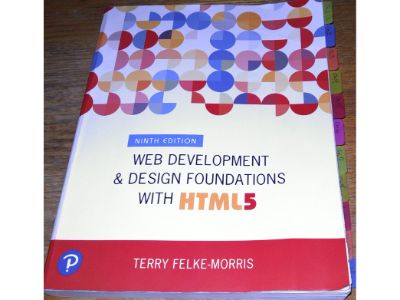 NINTH EDITION
WEB DEVELOPMENT
& DESIGN FOUNDATIONS
WITH HTML5
P
TERRY FELKE-MORRIS